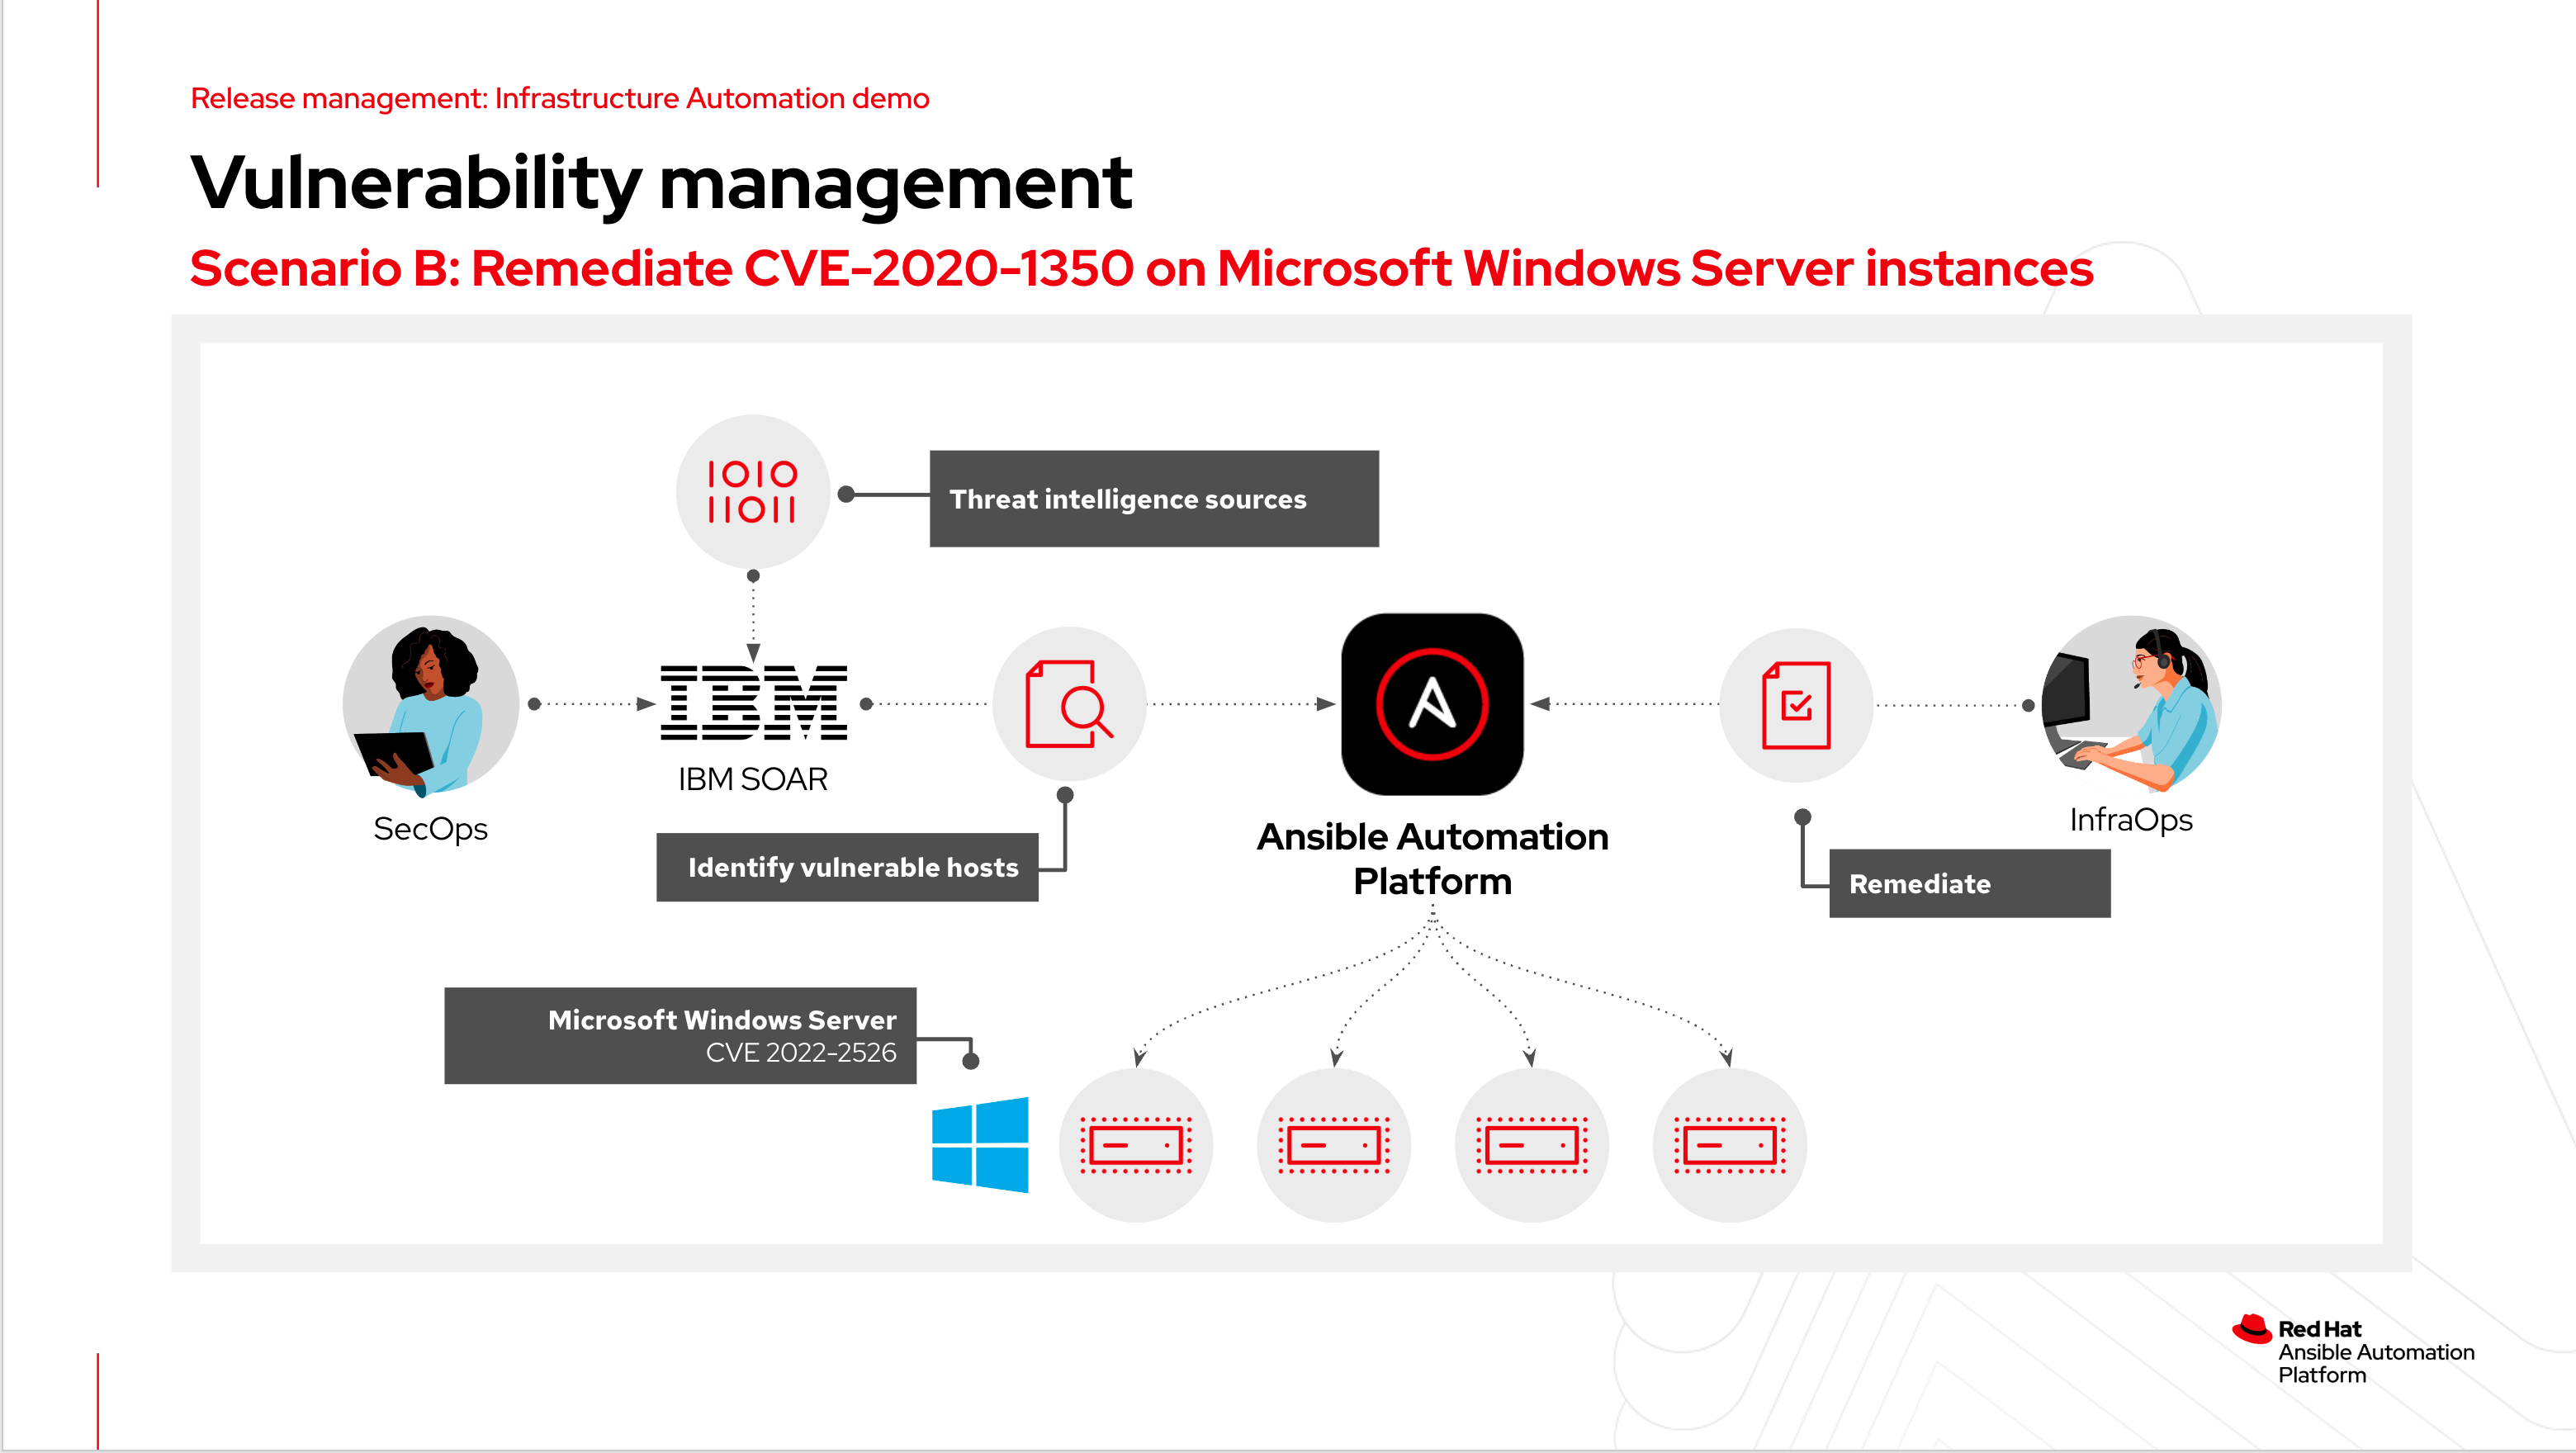 Release management: Infrastructure Automation demo
Vulnerability management
Scenario B: Remediate CVE-2020-1350 on Microsoft Windows Server instances
IOIO
IIOII
Threat intelligence sources
SecOps
IBM
IBM SOAR
Identify vulnerable hosts
Ansible Automation
Platform
InfraOps
Remediate
Microsoft Windows Server
CVE 2022-2526
Red Hat
Ansible Automation
Platform